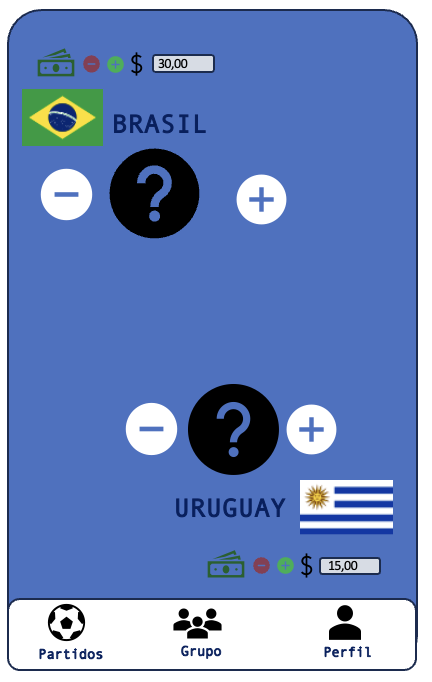 $ 30,00
BRASIL
− ? +
− ? +
URUGUAY
$ 15,00
Partidos Grupo Perfil